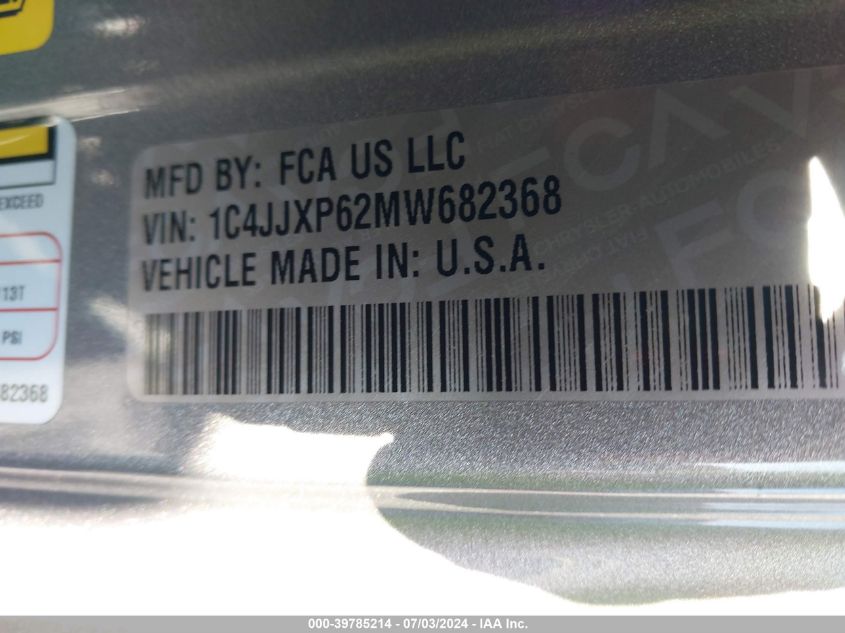 MFD BY: FCA US LLC
VIN: 1C4JJXP62MW682368
VEHICLE MADE IN: U.S.A.
EXCEED
113T
PSI
82368
000-39785214 - 07/03/2024 - IAA Inc.